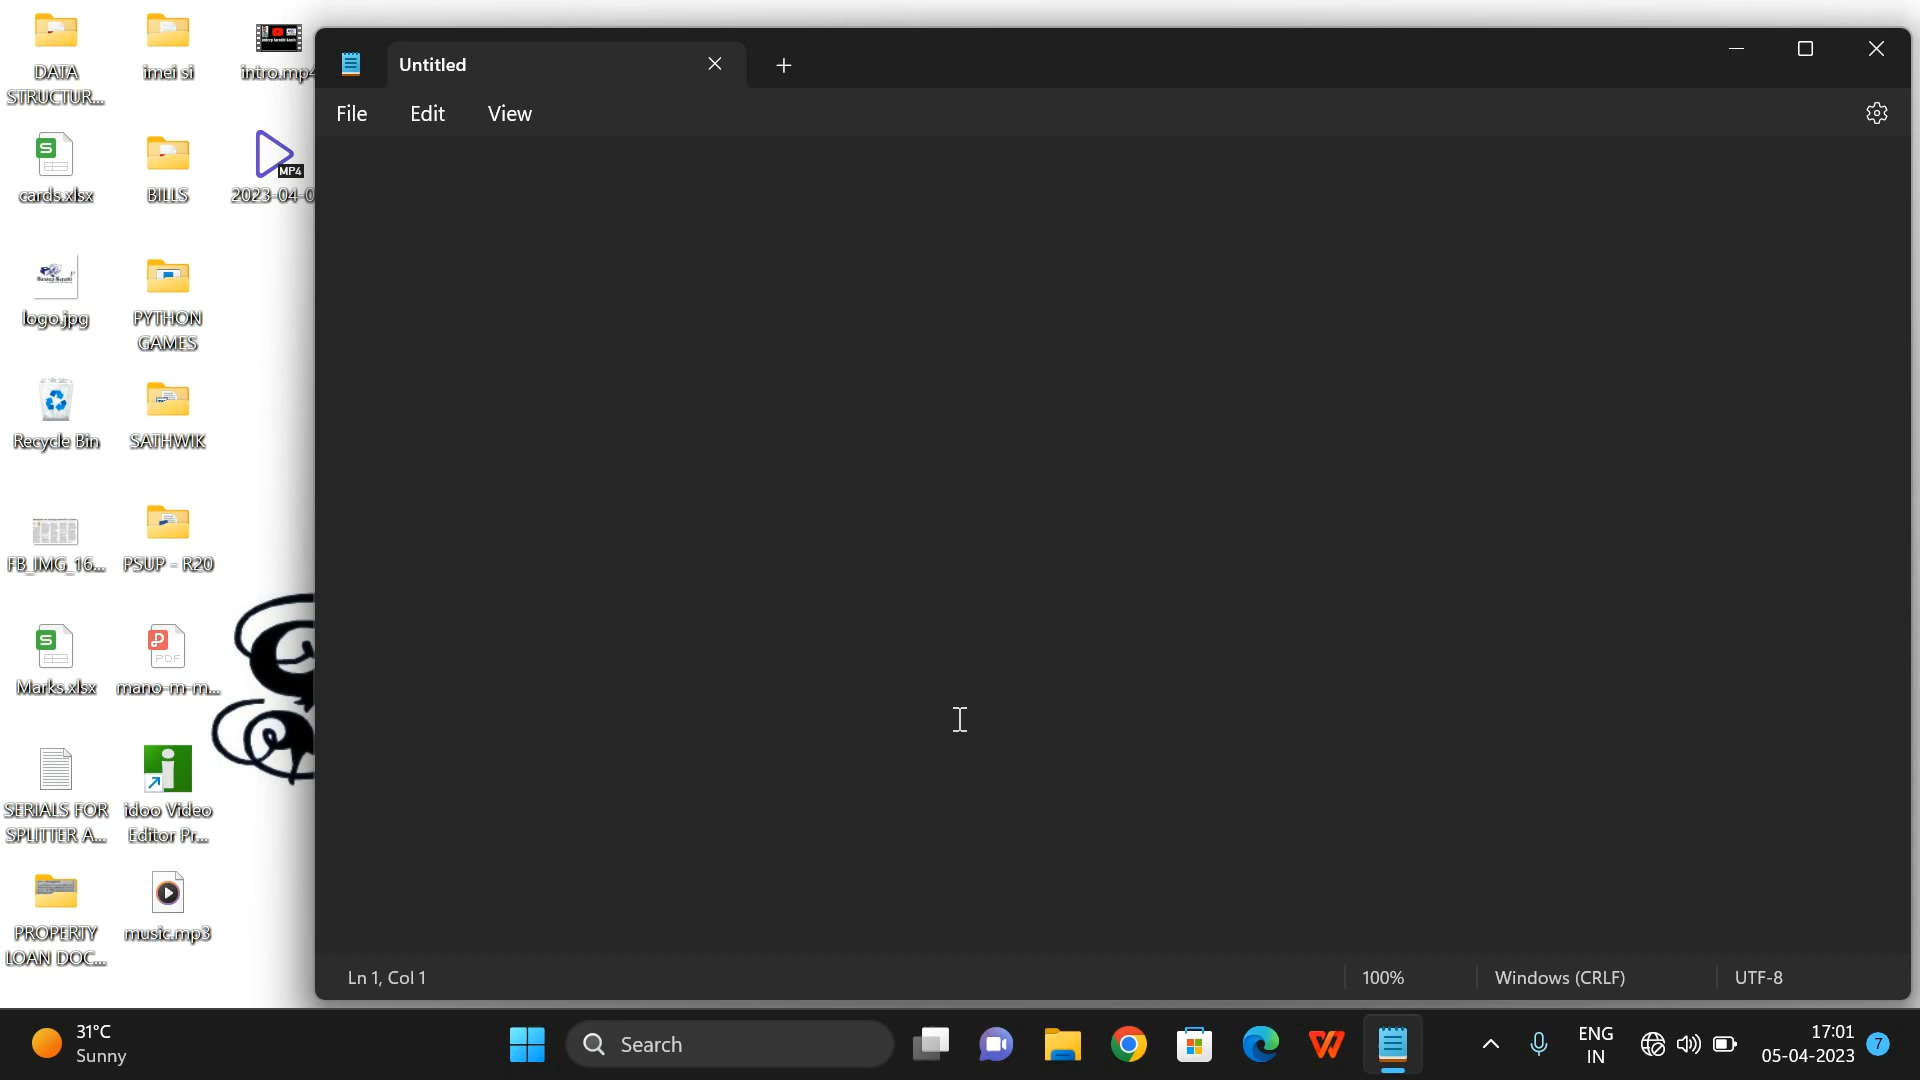 DATA
STRUCTUR...
imei si
intro.mp4
cards.xlsx
BILLS
MP4
2023-04-0
logo.jpg
PYTHON
GAMES
Recycle Bin
SATHWIK
FB_IMG_16...
PSUP - R20
Marks.xlsx
PDF
mano-m-m...
SERIALS FOR
SPLITTER A...
idoo Video
Editor Pr...
PROPERTY
LOAN DOC...
music.mp3
Untitled
File Edit View
Ln 1, Col 1 100% Windows (CRLF) UTF-8
31°C
Sunny
Search
ENG
IN
17:01
05-04-2023
7